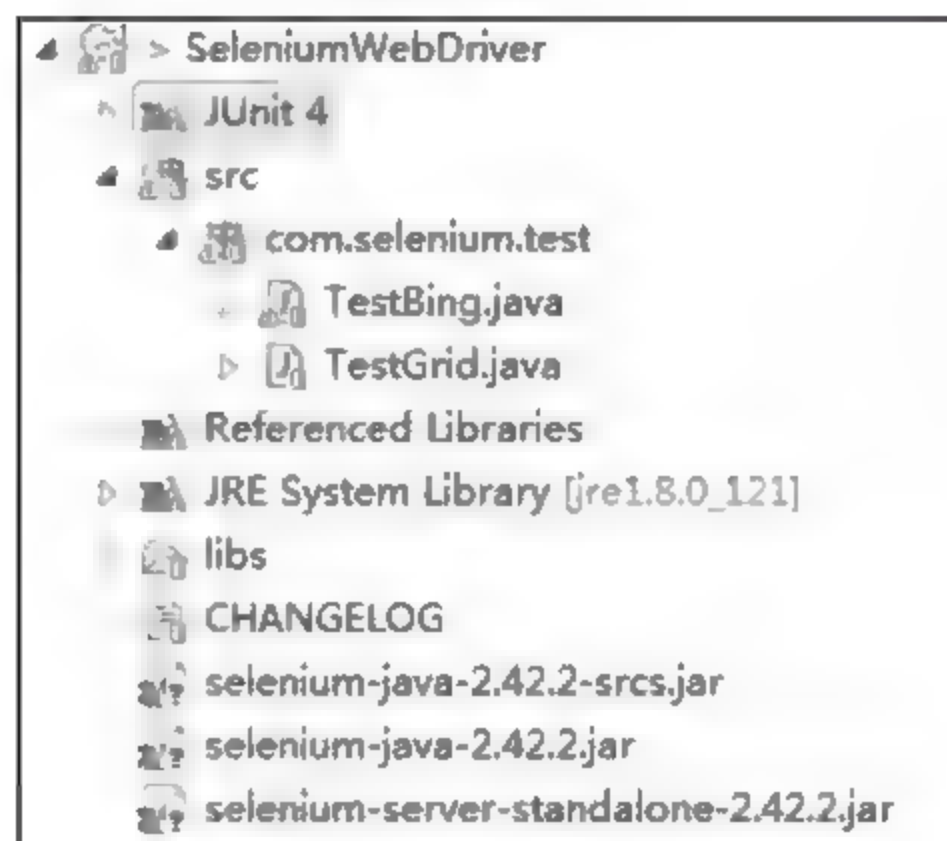 > SeleniumWebDriver
JUnit 4
src
com.selenium.test
TestBing.java
TestGrid.java
Referenced Libraries
JRE System Library [jre1.8.0_121]
libs
CHANGELOG
selenium-java-2.42.2-srcs.jar
selenium-java-2.42.2.jar
selenium-server-standalone-2.42.2.jar